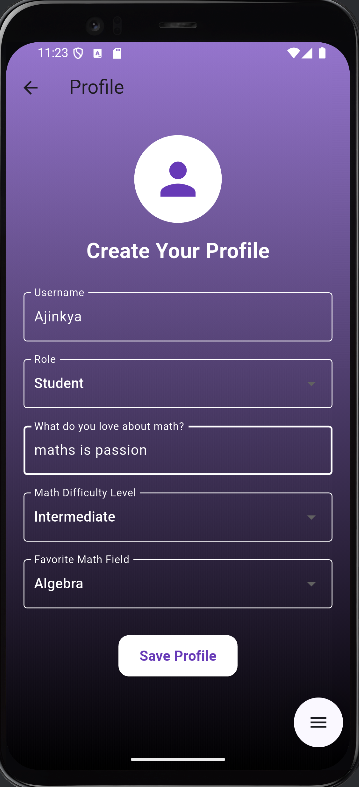 11:23
Profile
Create Your Profile
Username
Ajinkya
Role
Student
What do you love about math?
maths is passion
Math Difficulty Level
Intermediate
Favorite Math Field
Algebra
Save Profile